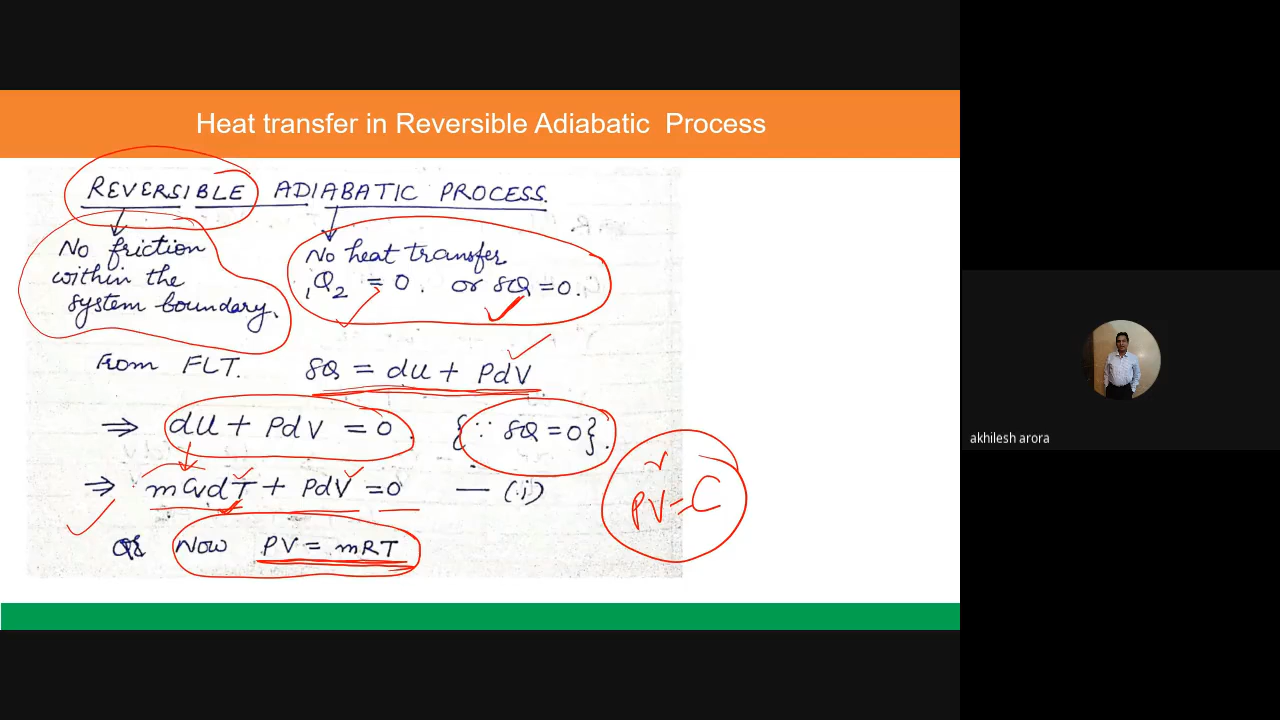 Heat transfer in Reversible Adiabatic Process
REVERSIBLE ADIABATIC PROCESS.
No friction
within the
system boundary.
No heat transfer
₁Q₂ = 0. or δQ = 0.
From FLT. δQ = dU + PdV
⇒ dU + PdV = 0. {∵ δQ = 0}.
⇒ mCvdT + PdV = 0 — (i)
Now PV = mRT
PV^γ = C
akhilesh arora